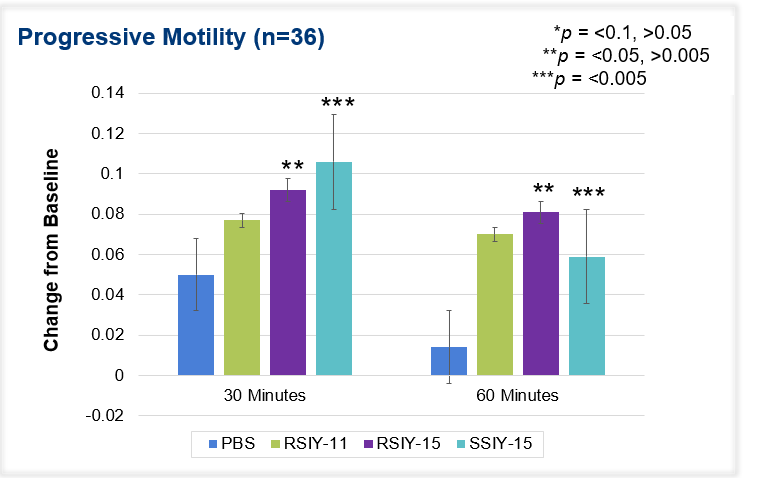 Progressive Motility (n=36)
*p = <0.1, >0.05
**p = <0.05, >0.005
***p = <0.005
0.14
0.12
0.1
0.08
0.06
0.04
0.02
0
-0.02
Change from Baseline
**
***
**
***
30 Minutes
60 Minutes
PBS RSIY-11 RSIY-15 SSIY-15